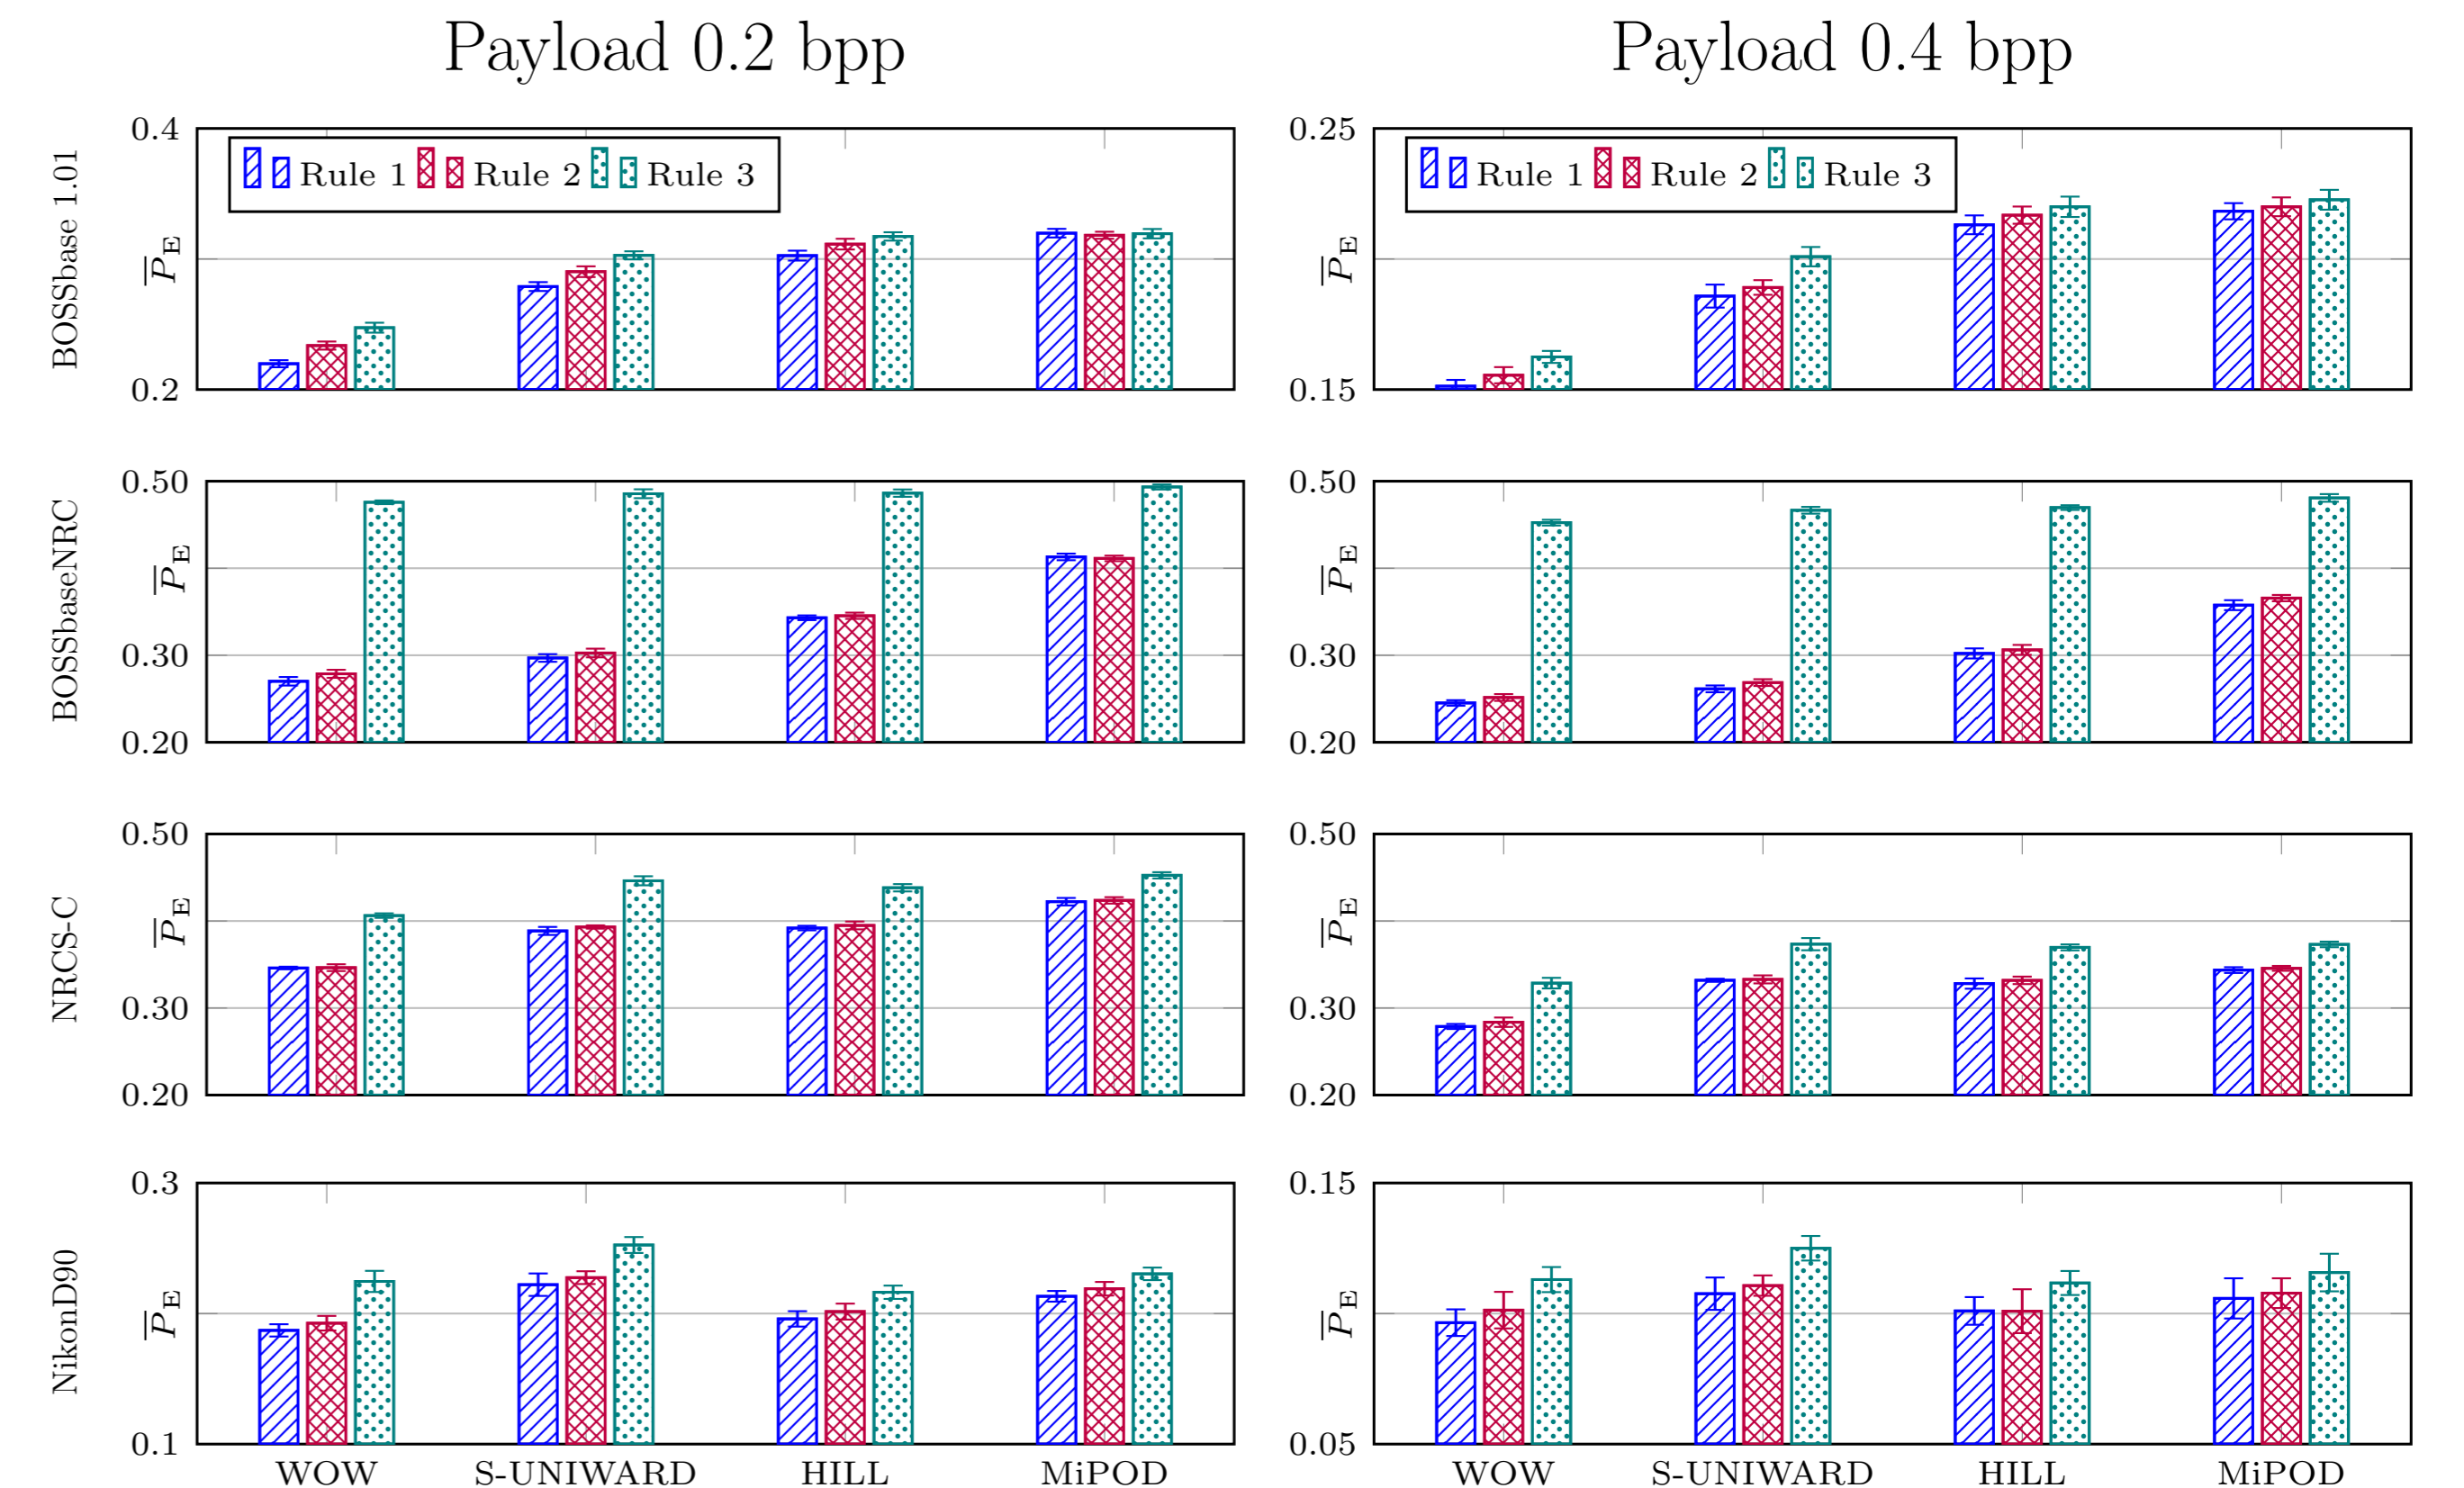 Payload 0.2 bpp
Payload 0.4 bpp
BOSSbase 1.01
P̅E
0.4
0.2
Rule 1 Rule 2 Rule 3
P̅E
0.25
0.15
Rule 1 Rule 2 Rule 3
BOSSbaseNRC
P̅E
0.50
0.30
0.20
P̅E
0.50
0.30
0.20
NRCS-C
P̅E
0.50
0.30
0.20
P̅E
0.50
0.30
0.20
NikonD90
P̅E
0.3
0.1
WOW S-UNIWARD HILL MiPOD
P̅E
0.15
0.05
WOW S-UNIWARD HILL MiPOD